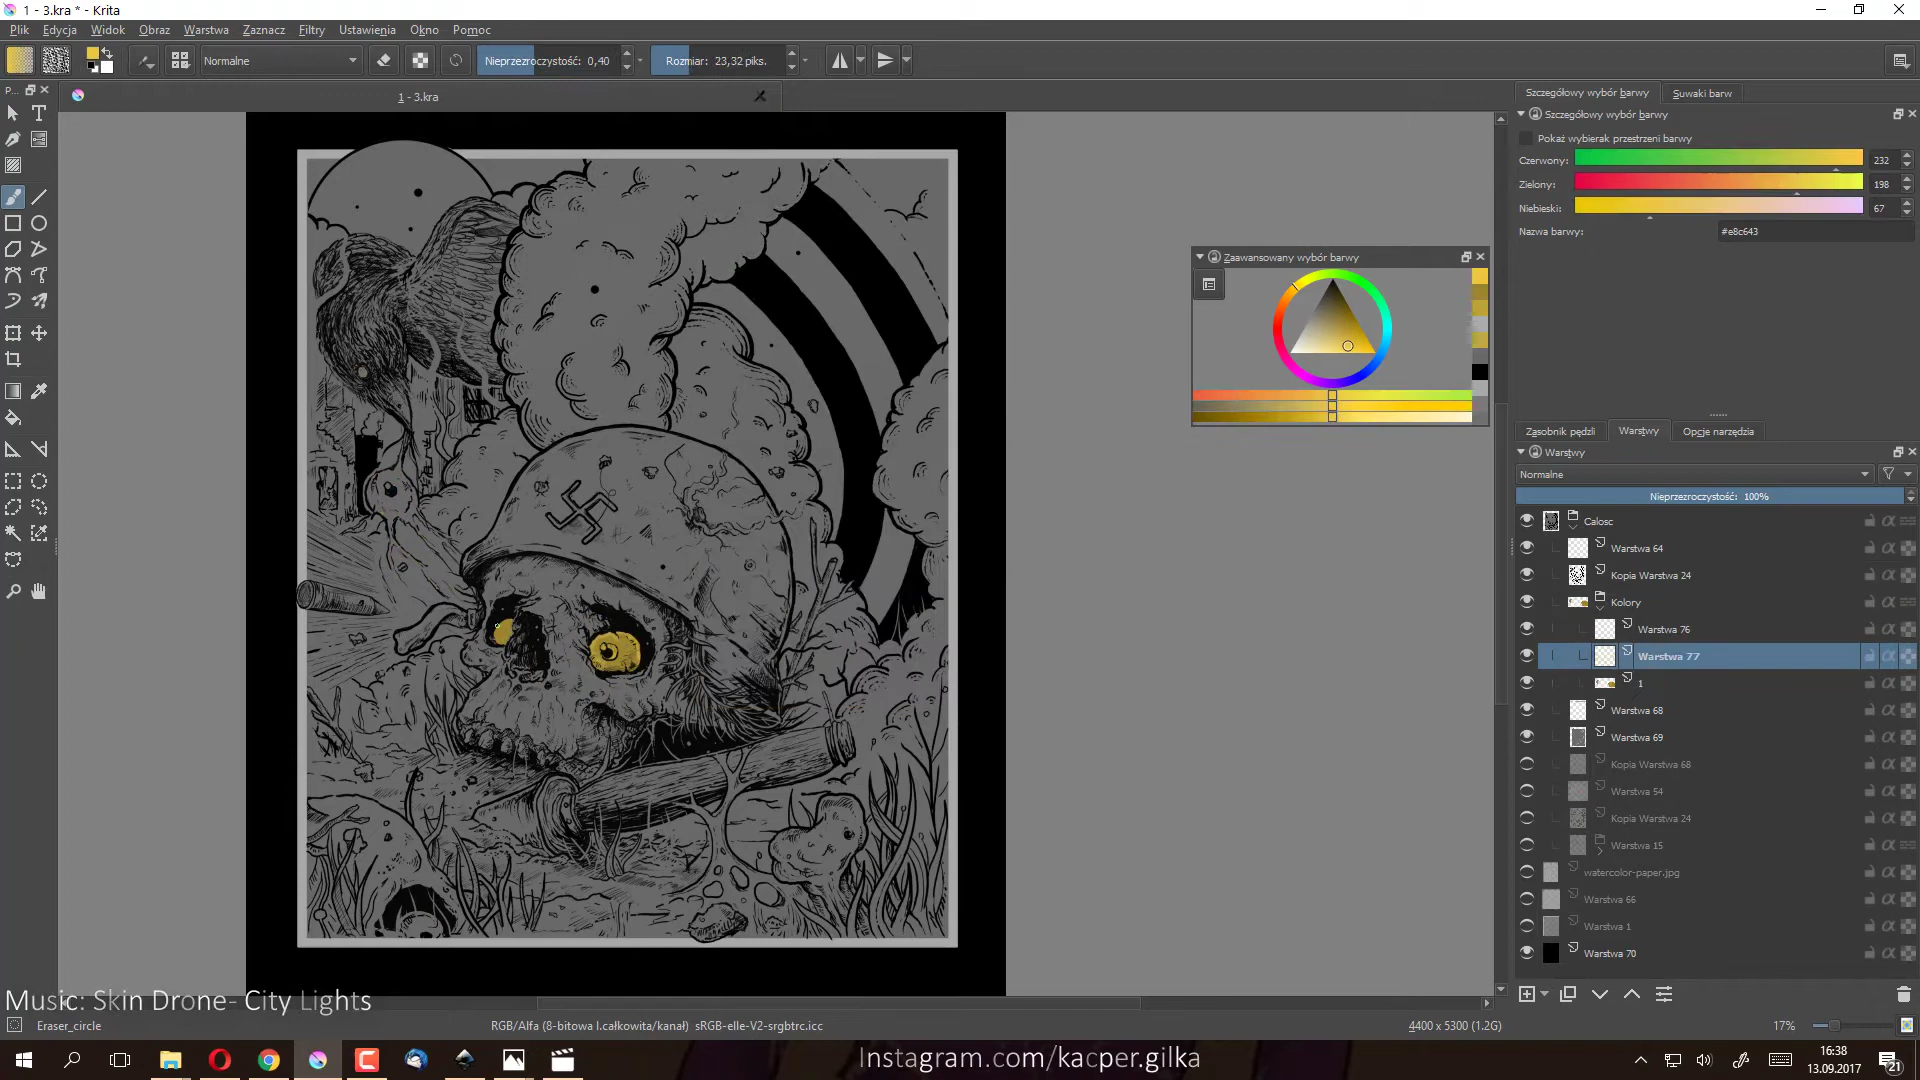 1 - 3.kra * - Krita
Plik Edycja Widok Obraz Warstwa Zaznacz Filtry Ustawienia Okno Pomoc
Normalne Nieprzezroczystość: 0,40 Rozmiar: 23,32 piks.
P...
1 - 3.kra
Szczegółowy wybór barwy Suwaki barw
Szczegółowy wybór barwy
Pokaż wybierak przestrzeni barwy
Czerwony: 232
Zielony: 198
Niebieski: 67
Nazwa barwy: #e8c643
Zaawansowany wybór barwy
Zasobnik pędzli Warstwy Opcje narzędzia
Warstwy
Normalne
Nieprzezroczystość: 100%
Calosc
Warstwa 64
Kopia Warstwa 24
Kolory
Warstwa 76
Warstwa 77
1
Warstwa 68
Warstwa 69
Kopia Warstwa 68
Warstwa 54
Kopia Warstwa 24
Warstwa 15
watercolor-paper.jpg
Warstwa 66
Warstwa 1
Warstwa 70
Music: Skin Drone- City Lights
Eraser_circle RGB/Alfa (8-bitowa l.całkowita/kanał) sRGB-elle-V2-srgbtrc.icc 4400 x 5300 (1.2G) 17%
Instagram.com/kacper.gilka
16:38
13.09.2017
21